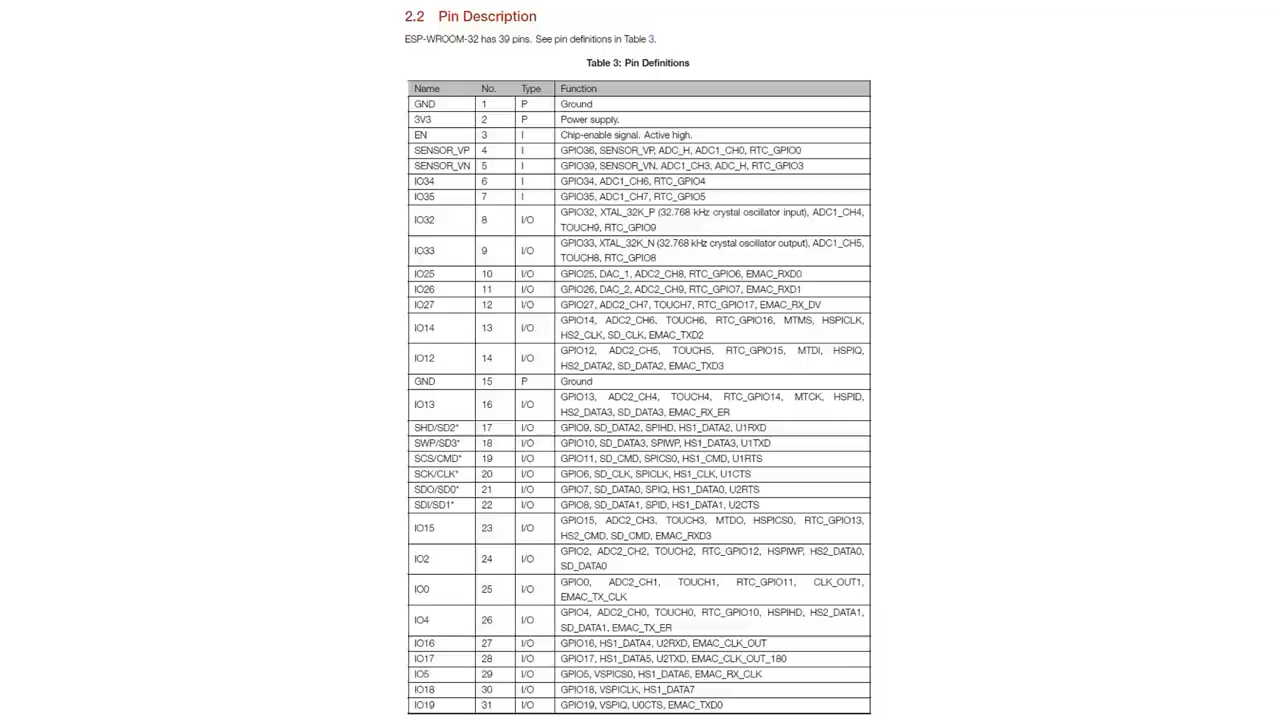 2.2 Pin Description
ESP-WROOM-32 has 39 pins. See pin definitions in Table 3.
Table 3: Pin Definitions
Name No. Type Function
GND 1 P Ground
3V3 2 P Power supply.
EN 3 I Chip-enable signal. Active high.
SENSOR_VP 4 I GPIO36, SENSOR_VP, ADC_H, ADC1_CH0, RTC_GPIO0
SENSOR_VN 5 I GPIO39, SENSOR_VN, ADC1_CH3, ADC_H, RTC_GPIO3
IO34 6 I GPIO34, ADC1_CH6, RTC_GPIO4
IO35 7 I GPIO35, ADC1_CH7, RTC_GPIO5
IO32 8 I/O GPIO32, XTAL_32K_P (32.768 kHz crystal oscillator input), ADC1_CH4,
TOUCH9, RTC_GPIO9
IO33 9 I/O GPIO33, XTAL_32K_N (32.768 kHz crystal oscillator output), ADC1_CH5,
TOUCH8, RTC_GPIO8
IO25 10 I/O GPIO25, DAC_1, ADC2_CH8, RTC_GPIO6, EMAC_RXD0
IO26 11 I/O GPIO26, DAC_2, ADC2_CH9, RTC_GPIO7, EMAC_RXD1
IO27 12 I/O GPIO27, ADC2_CH7, TOUCH7, RTC_GPIO17, EMAC_RX_DV
IO14 13 I/O GPIO14, ADC2_CH6, TOUCH6, RTC_GPIO16, MTMS, HSPICLK,
HS2_CLK, SD_CLK, EMAC_TXD2
IO12 14 I/O GPIO12, ADC2_CH5, TOUCH5, RTC_GPIO15, MTDI, HSPIQ,
HS2_DATA2, SD_DATA2, EMAC_TXD3
GND 15 P Ground
IO13 16 I/O GPIO13, ADC2_CH4, TOUCH4, RTC_GPIO14, MTCK, HSPID,
HS2_DATA3, SD_DATA3, EMAC_RX_ER
SHD/SD2* 17 I/O GPIO9, SD_DATA2, SPIHD, HS1_DATA2, U1RXD
SWP/SD3* 18 I/O GPIO10, SD_DATA3, SPIWP, HS1_DATA3, U1TXD
SCS/CMD* 19 I/O GPIO11, SD_CMD, SPICS0, HS1_CMD, U1RTS
SCK/CLK* 20 I/O GPIO6, SD_CLK, SPICLK, HS1_CLK, U1CTS
SDO/SD0* 21 I/O GPIO7, SD_DATA0, SPIQ, HS1_DATA0, U2RTS
SDI/SD1* 22 I/O GPIO8, SD_DATA1, SPID, HS1_DATA1, U2CTS
IO15 23 I/O GPIO15, ADC2_CH3, TOUCH3, MTDO, HSPICS0, RTC_GPIO13,
HS2_CMD, SD_CMD, EMAC_RXD3
IO2 24 I/O GPIO2, ADC2_CH2, TOUCH2, RTC_GPIO12, HSPIWP, HS2_DATA0,
SD_DATA0
IO0 25 I/O GPIO0, ADC2_CH1, TOUCH1, RTC_GPIO11, CLK_OUT1,
EMAC_TX_CLK
IO4 26 I/O GPIO4, ADC2_CH0, TOUCH0, RTC_GPIO10, HSPIHD, HS2_DATA1,
SD_DATA1, EMAC_TX_ER
IO16 27 I/O GPIO16, HS1_DATA4, U2RXD, EMAC_CLK_OUT
IO17 28 I/O GPIO17, HS1_DATA5, U2TXD, EMAC_CLK_OUT_180
IO5 29 I/O GPIO5, VSPICS0, HS1_DATA6, EMAC_RX_CLK
IO18 30 I/O GPIO18, VSPICLK, HS1_DATA7
IO19 31 I/O GPIO19, VSPIQ, U0CTS, EMAC_TXD0